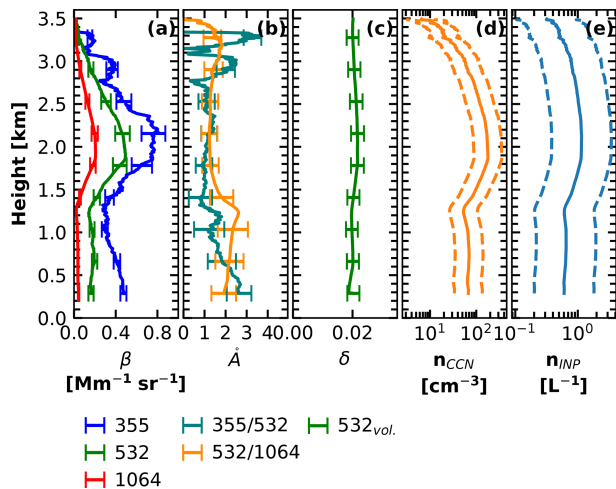 3.5
3.0
2.5
2.0
1.5
1.0
0.5
0.0
Height [km]
(a)
(b)
(c)
(d)
(e)
0.0 0.4 0.8
0 1 2 3 4
0.00 0.02
10¹ 10²
10⁻¹ 10⁰
β
Å
δ
n_CCN
n_INP
[Mm⁻¹ sr⁻¹]
[cm⁻³]
[L⁻¹]
355
532
1064
355/532
532/1064
532_vol.